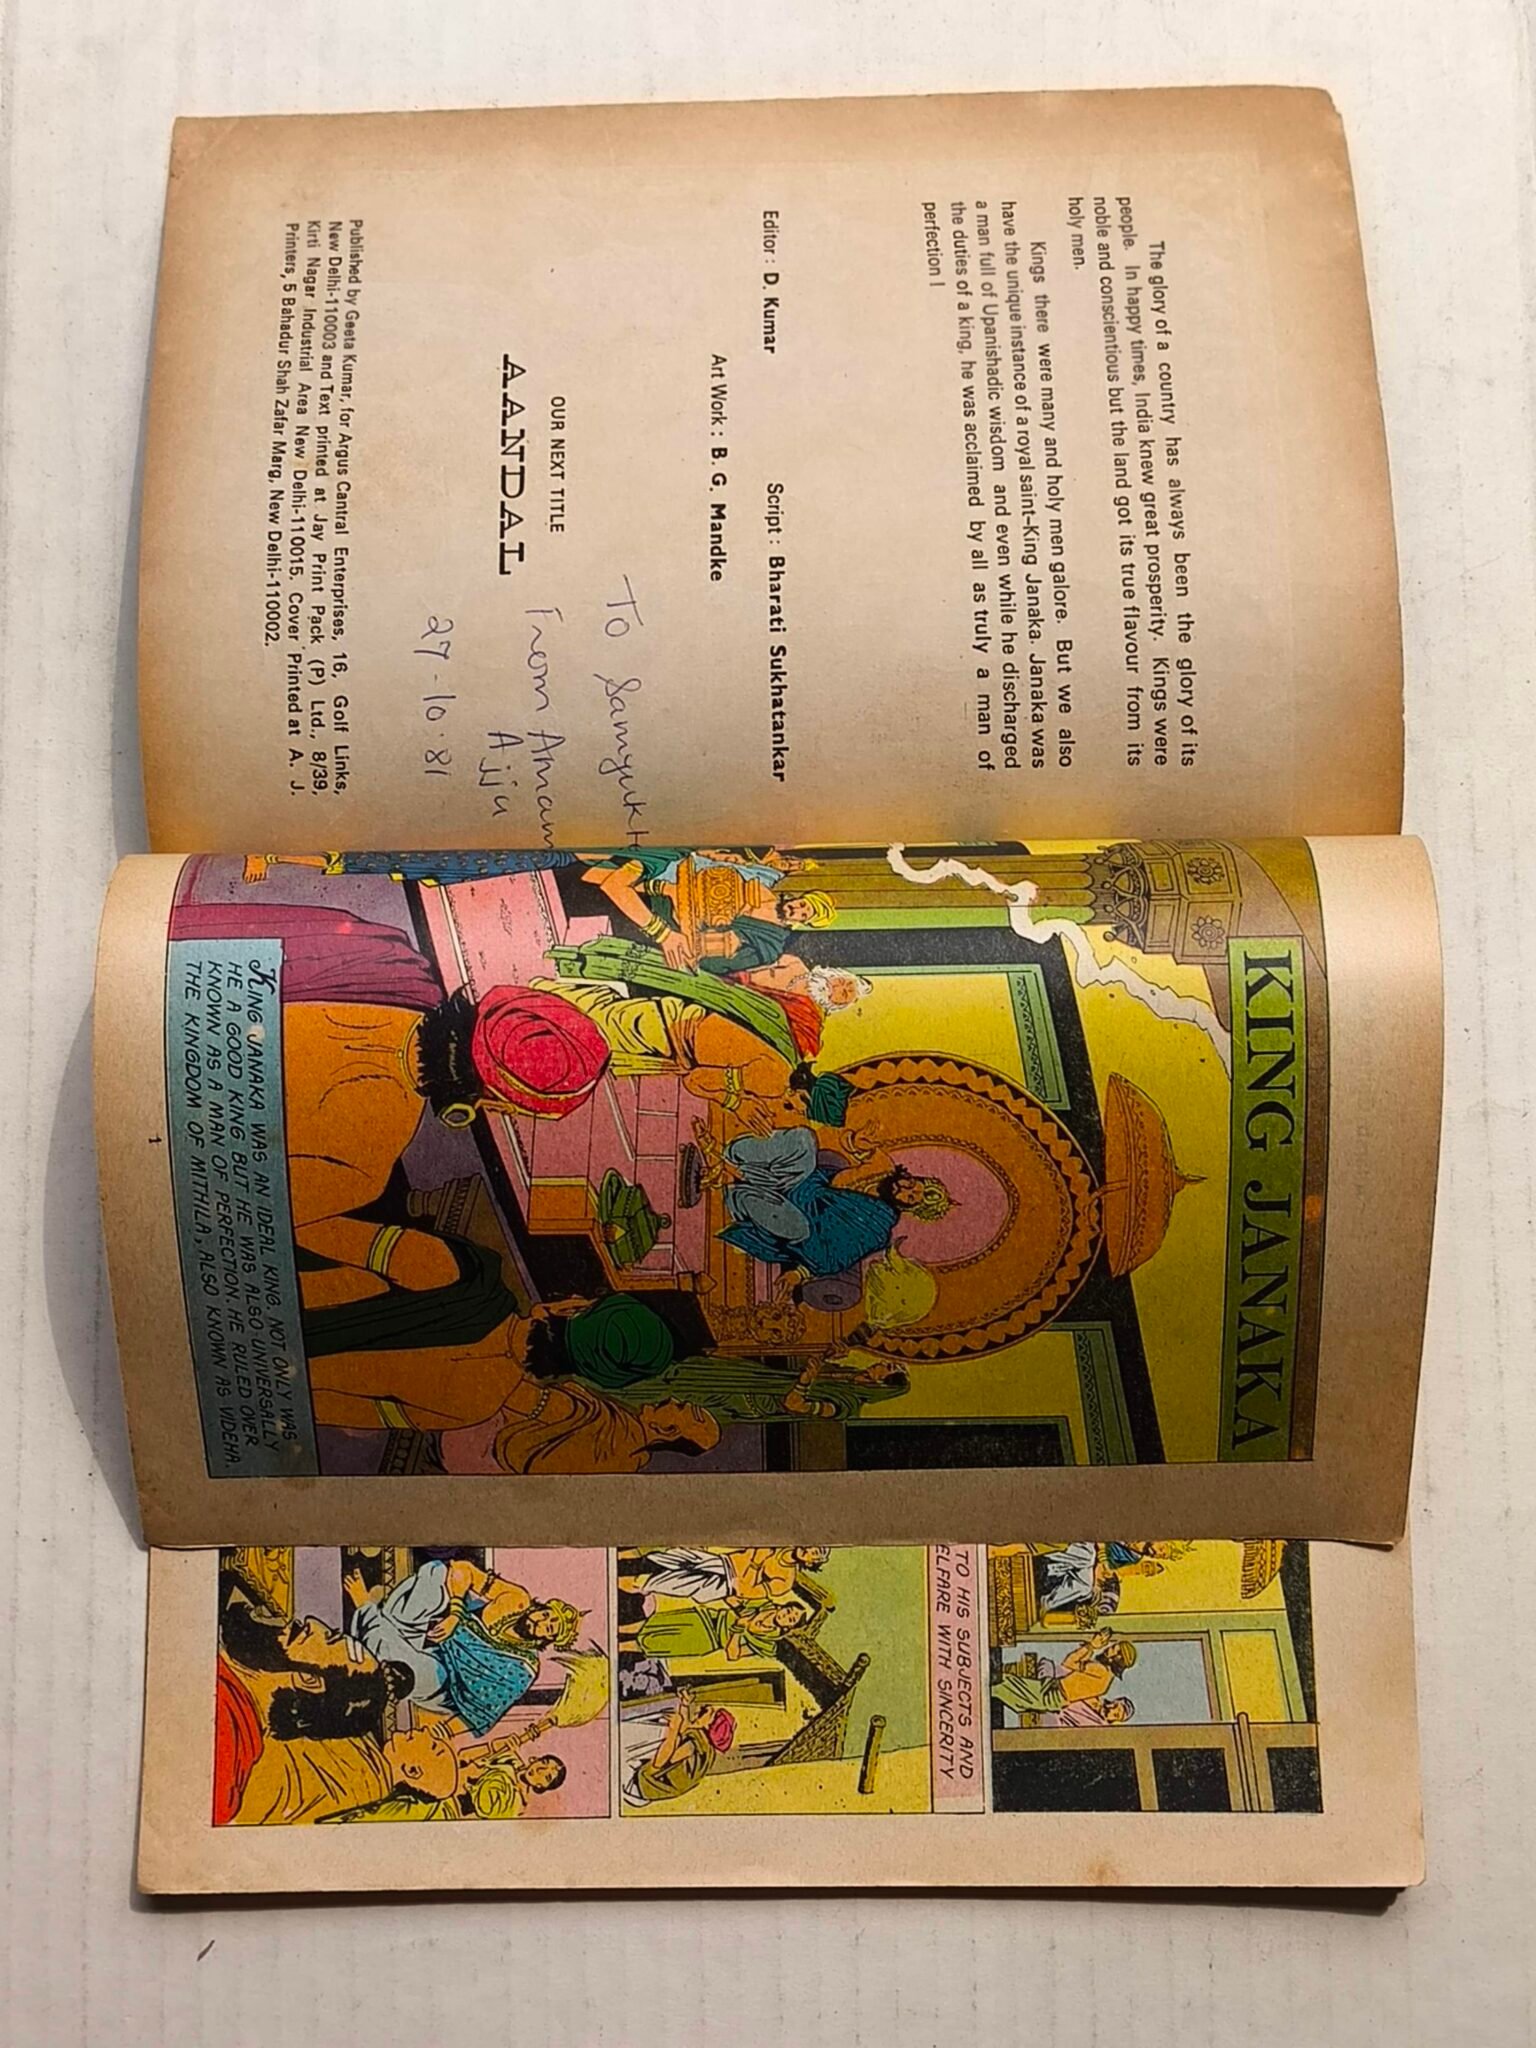 The glory of a country has always been the glory of its
people. In happy times, India knew great prosperity. Kings were
noble and conscientious but the land got its true flavour from its
holy men.
Kings there were many and holy men galore. But we also
have the unique instance of a royal saint-King Janaka. Janaka was
a man full of Upanishadic wisdom and even while he discharged
the duties of a king, he was acclaimed by all as truly a man of
perfection !
Editor : D. Kumar Script : Bharati Sukhatankar
Art Work : B. G. Mandke
OUR NEXT TITLE
AANDAL
To
From
Ajju
27-10-81
Published by Geeta Kumar, for Argus Cantral Enterprises, 16, Golf Links,
New Delhi-110003 and Text printed at Jay Print Pack (P) Ltd., 8/39,
Kirti Nagar Industrial Area New Delhi-110015. Cover Printed at A. J.
Printers, 5 Bahadur Shah Zafar Marg, New Delhi-110002.
KING JANAKA
KING JANAKA WAS AN IDEAL KING. NOT ONLY WAS
HE A GOOD KING BUT HE WAS ALSO UNIVERSALLY
KNOWN AS A MAN OF PERFECTION. HE RULED OVER
THE KINGDOM OF MITHILA, ALSO KNOWN AS VIDEHA.
1
TO HIS SUBJECTS AND
ELFARE WITH SINCERITY